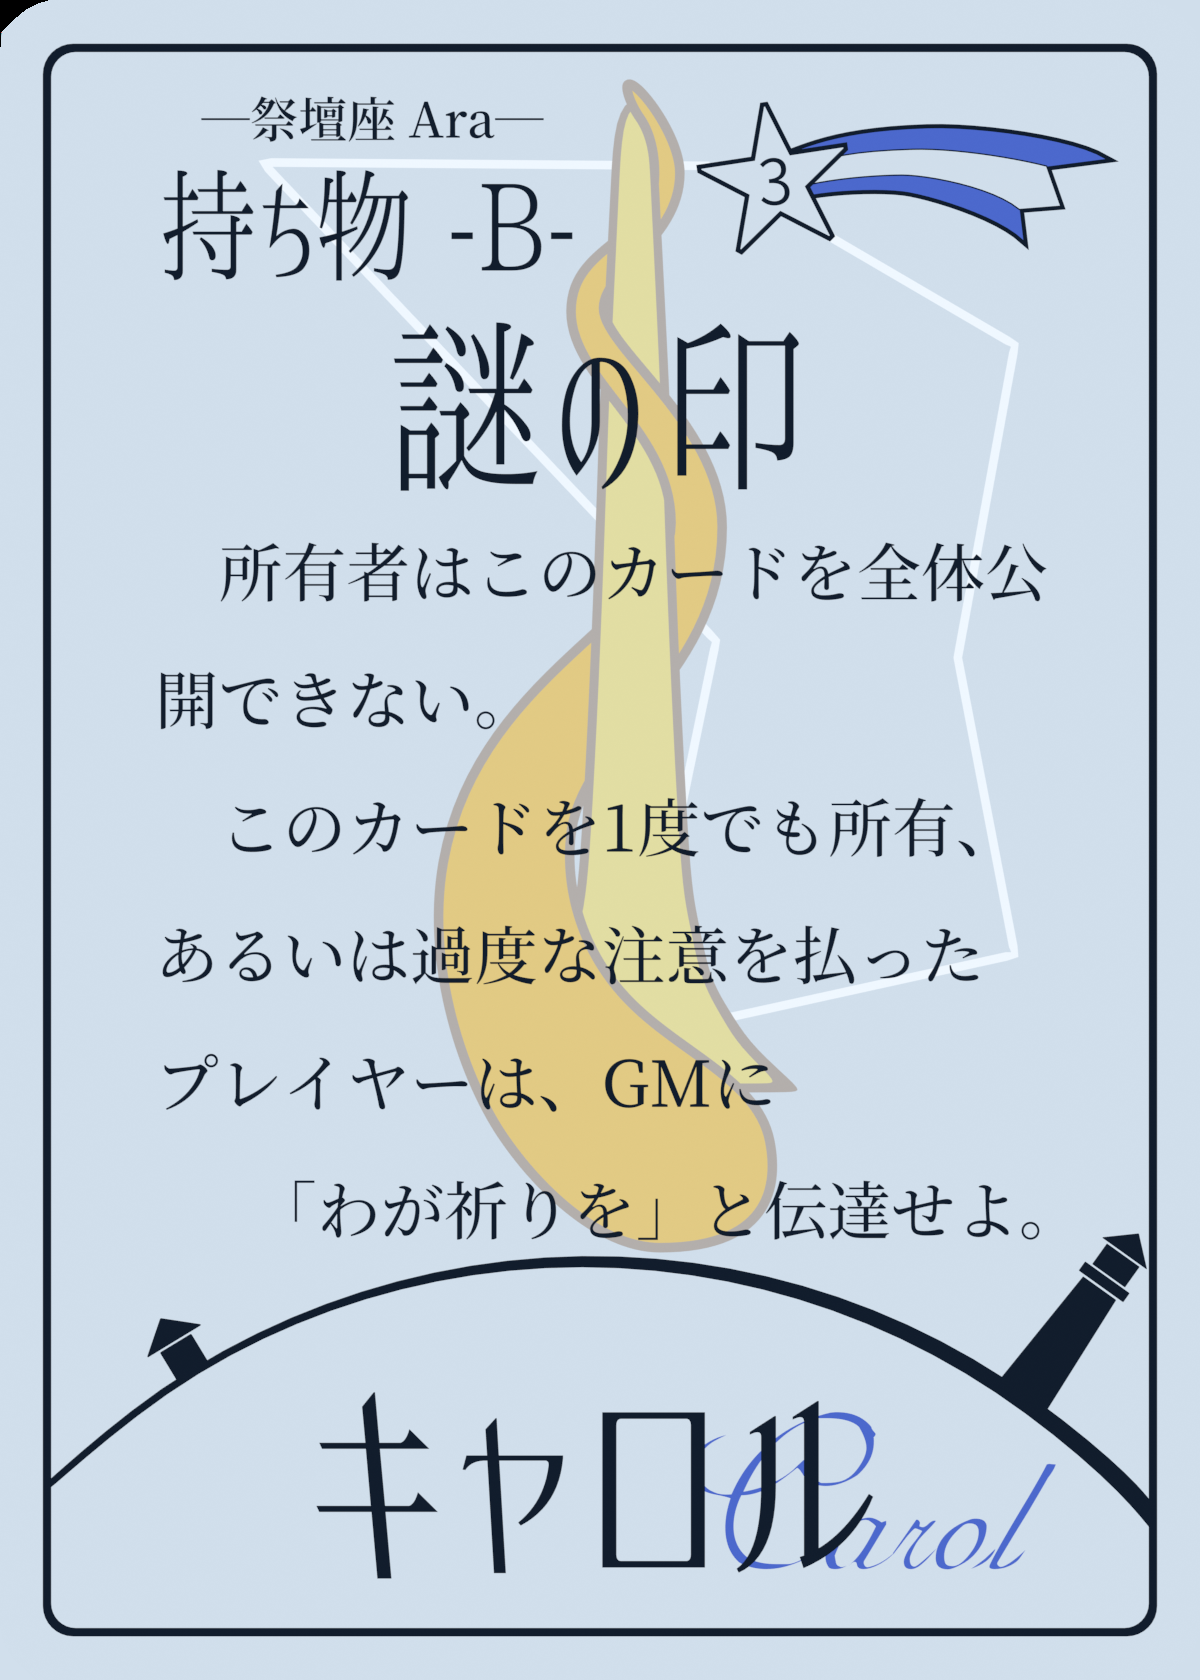 ―祭壇座 Ara―
3
持ち物 -B-
謎の印
所有者はこのカードを全体公
開できない。
このカードを1度でも所有、
あるいは過度な注意を払った
プレイヤーは、GMに
「わが祈りを」と伝達せよ。
キャロル
Carol